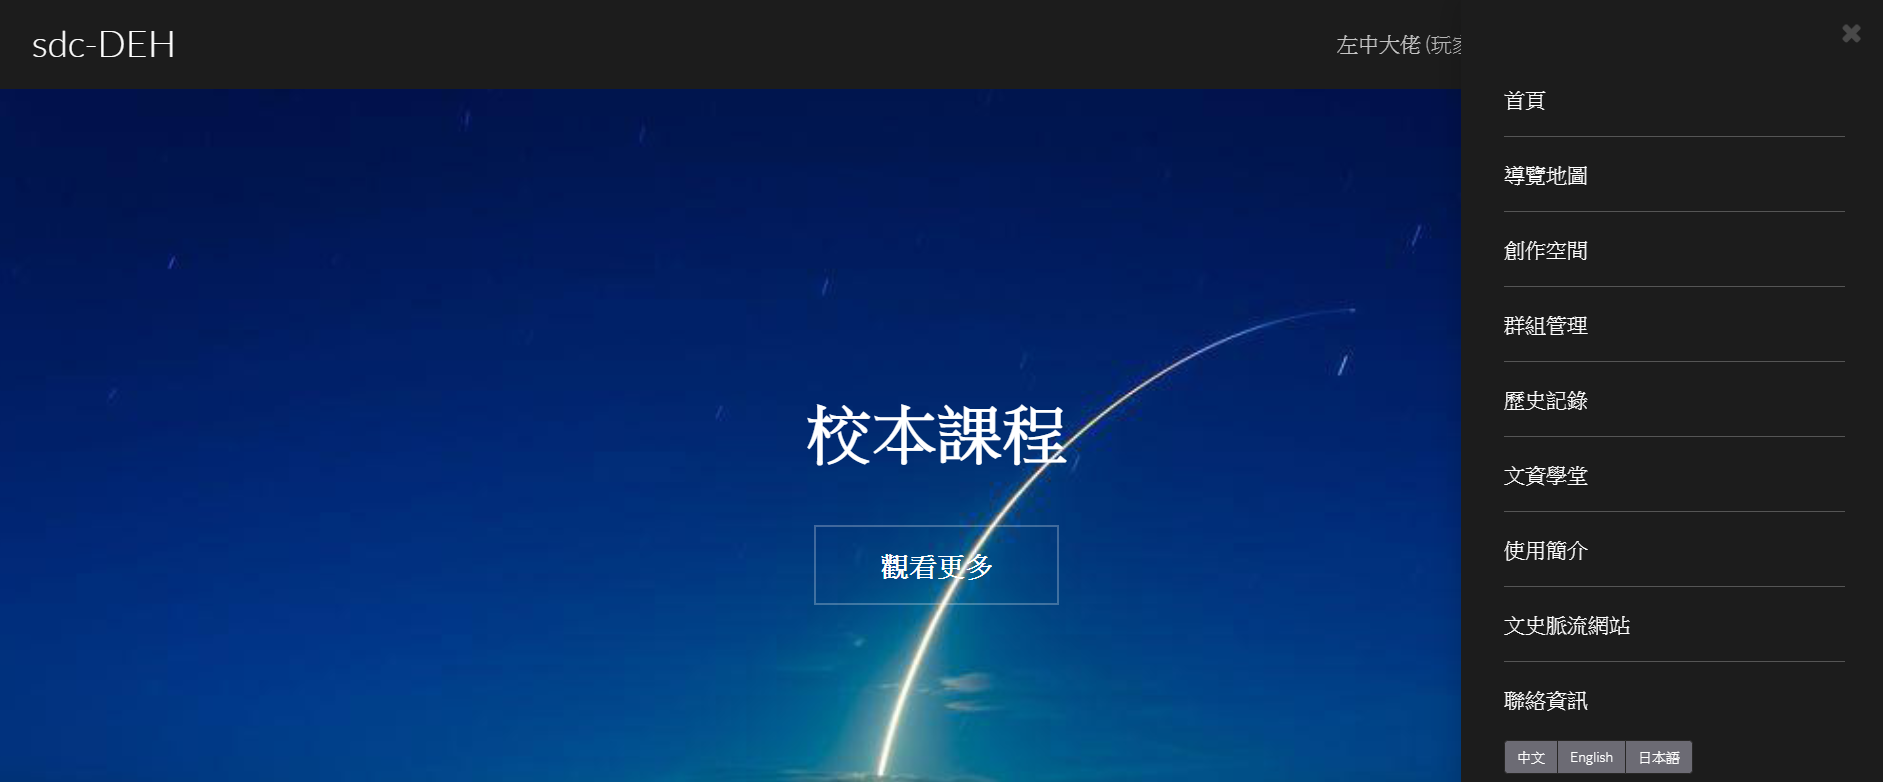 sdc-DEH
左中大佬 (玩
首頁
導覽地圖
創作空間
群組管理
歷史記錄
文資學堂
使用簡介
文史脈流網站
聯絡資訊
中文 English 日本語
校本課程
觀看更多